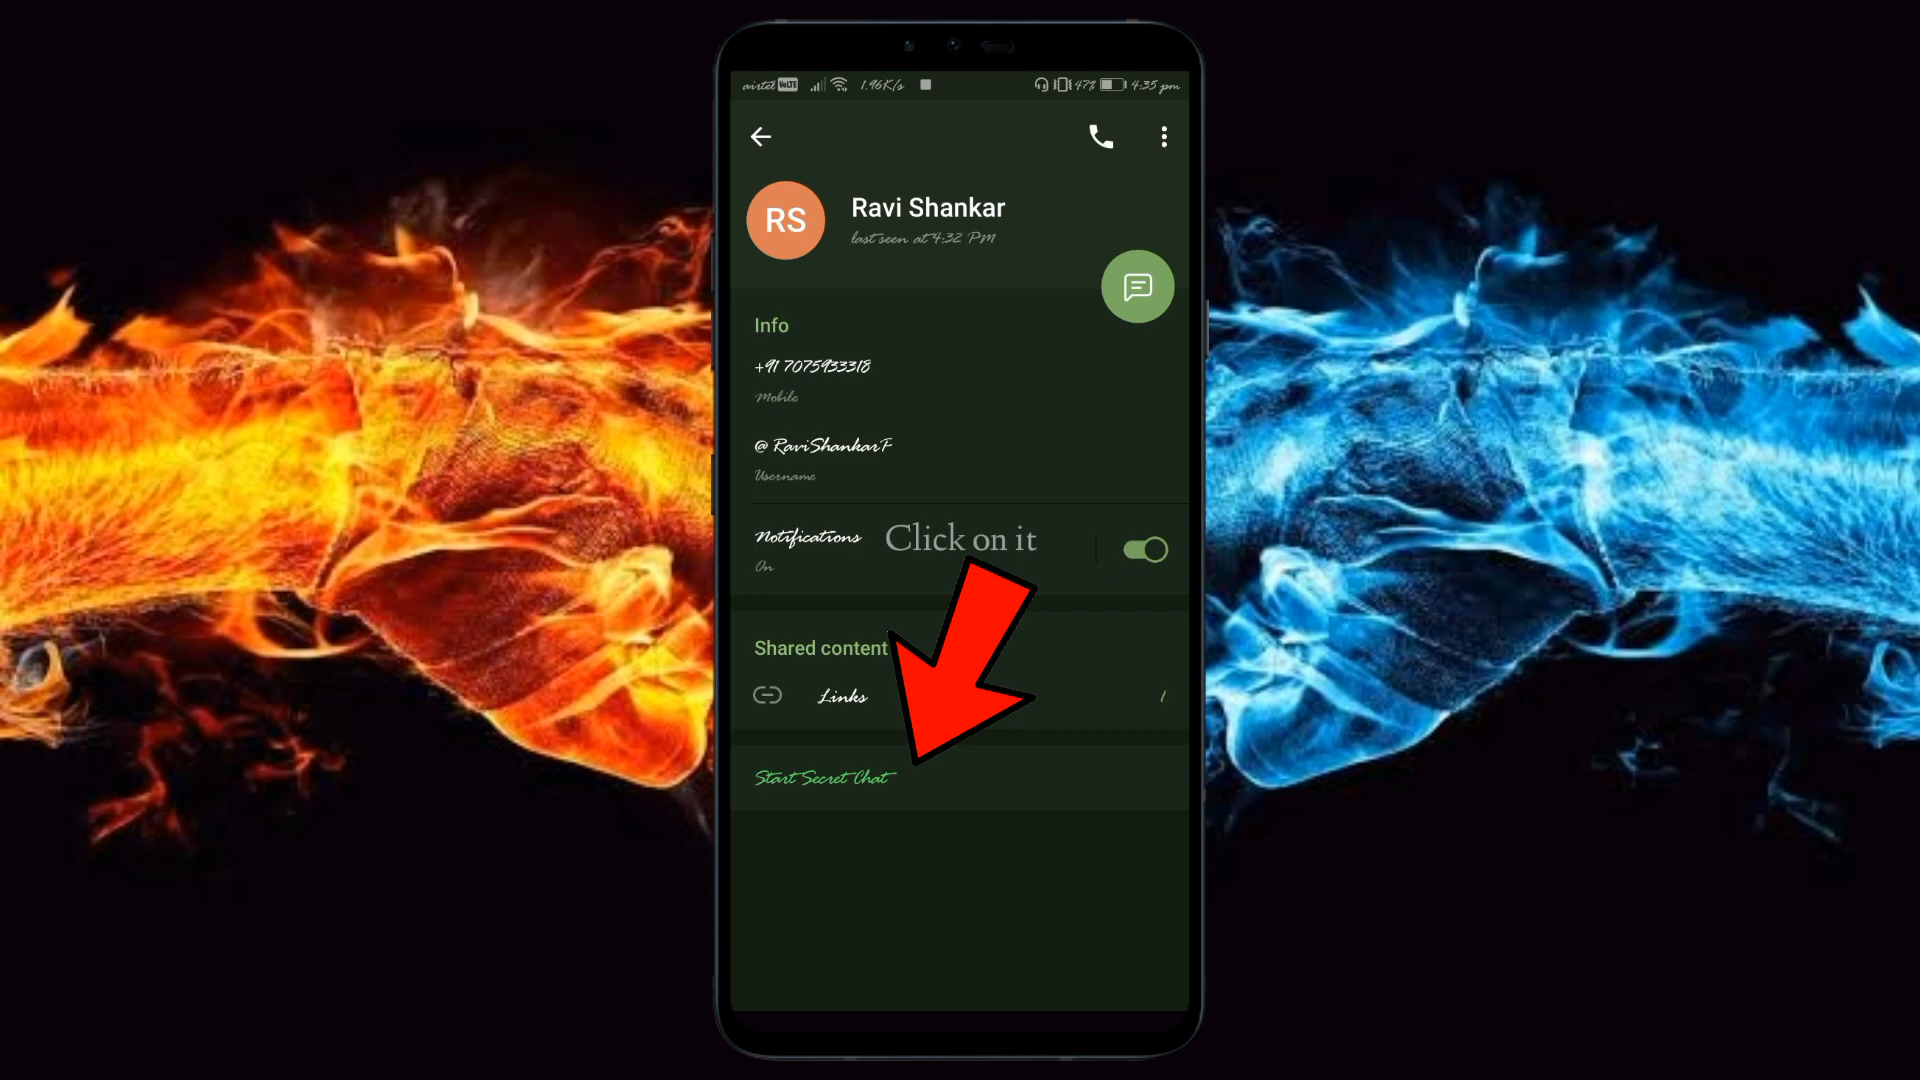 airtel VoLTE 1.96K/s 47% 4:35 pm
RS
Ravi Shankar
last seen at 4:32 PM
Info
+91 7075933318
Mobile
@ RaviShankarF
Username
Notifications
Click on it
On
Shared content
Links 1
Start Secret Chat